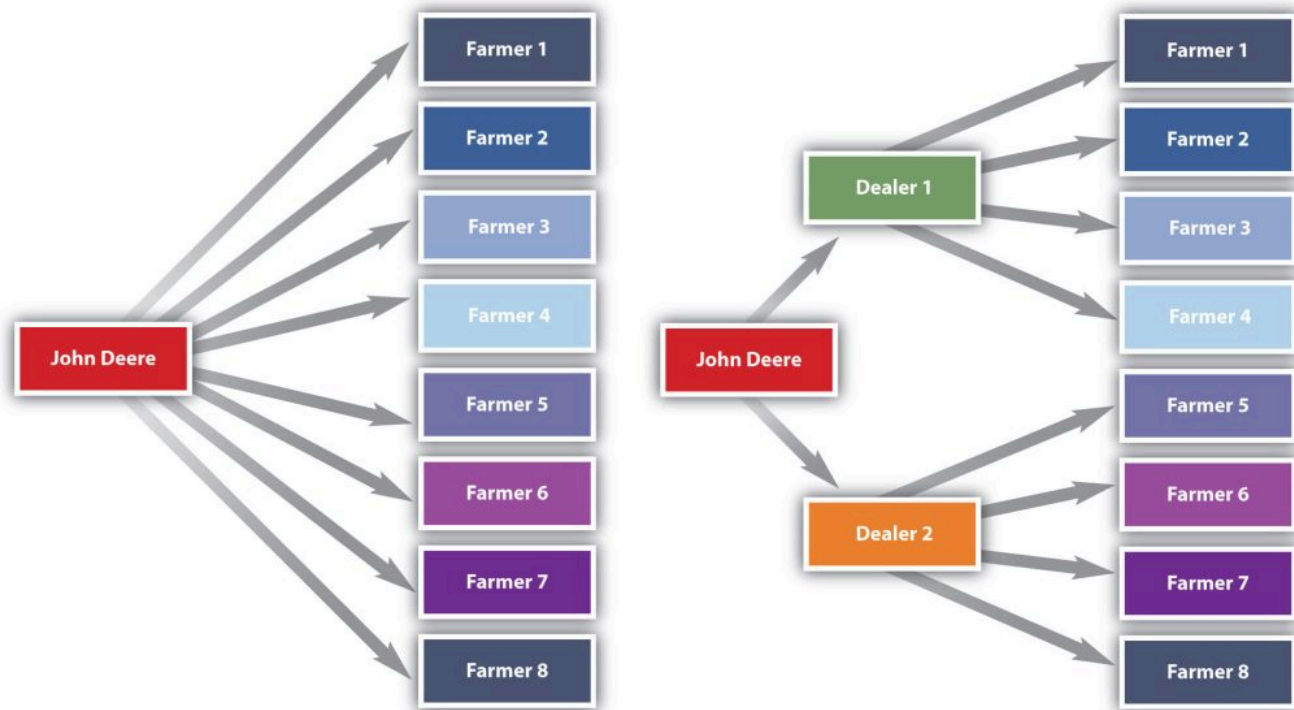 Farmer 1
Farmer 2
Farmer 3
Farmer 4
John Deere
Farmer 5
Farmer 6
Farmer 7
Farmer 8
Farmer 1
Farmer 2
Dealer 1
Farmer 3
Farmer 4
John Deere
Farmer 5
Farmer 6
Dealer 2
Farmer 7
Farmer 8